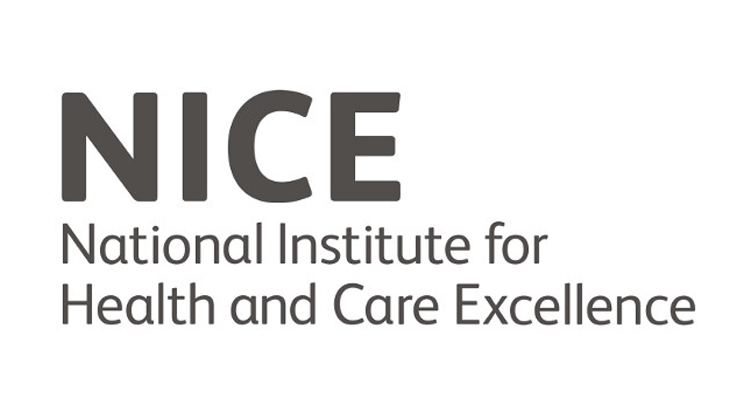 NICE
National Institute for
Health and Care Excellence